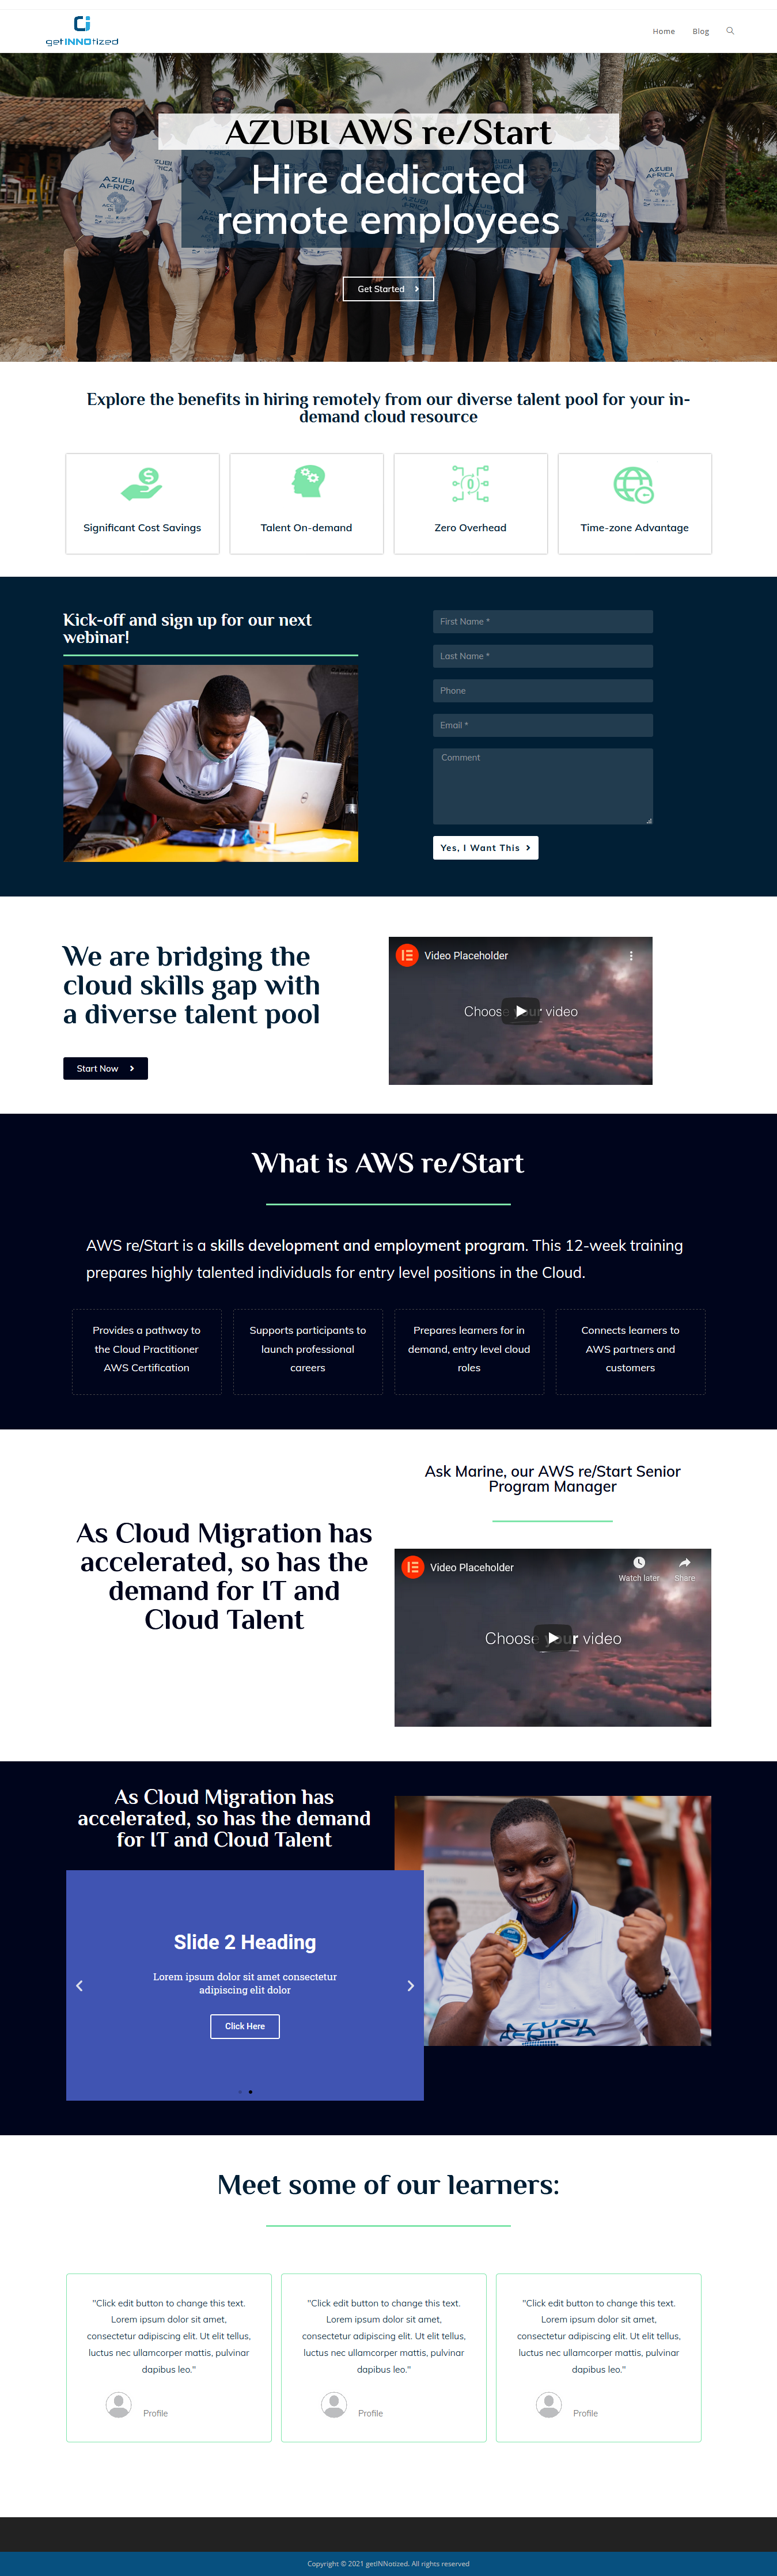 getINNOtized
Home
Blog
AZUBI AWS re/Start
Hire dedicated
remote employees
Get Started
Explore the benefits in hiring remotely from our diverse talent pool for your in-
demand cloud resource
Significant Cost Savings
Talent On-demand
Zero Overhead
Time-zone Advantage
Kick-off and sign up for our next
webinar!
First Name *
Last Name *
Phone
Email *
Comment
Yes, I Want This
We are bridging the
cloud skills gap with
a diverse talent pool
Start Now
Video Placeholder
Choose your video
What is AWS re/Start
AWS re/Start is a skills development and employment program. This 12-week training
prepares highly talented individuals for entry level positions in the Cloud.
Provides a pathway to
the Cloud Practitioner
AWS Certification
Supports participants to
launch professional
careers
Prepares learners for in
demand, entry level cloud
roles
Connects learners to
AWS partners and
customers
As Cloud Migration has
accelerated, so has the
demand for IT and
Cloud Talent
Ask Marine, our AWS re/Start Senior
Program Manager
Video Placeholder
Watch later
Share
Choose your video
As Cloud Migration has
accelerated, so has the demand
for IT and Cloud Talent
Slide 2 Heading
Lorem ipsum dolor sit amet consectetur
adipiscing elit dolor
Click Here
AZUBI
AFRICA
Meet some of our learners:
"Click edit button to change this text.
Lorem ipsum dolor sit amet,
consectetur adipiscing elit. Ut elit tellus,
luctus nec ullamcorper mattis, pulvinar
dapibus leo."
Profile
"Click edit button to change this text.
Lorem ipsum dolor sit amet,
consectetur adipiscing elit. Ut elit tellus,
luctus nec ullamcorper mattis, pulvinar
dapibus leo."
Profile
"Click edit button to change this text.
Lorem ipsum dolor sit amet,
consectetur adipiscing elit. Ut elit tellus,
luctus nec ullamcorper mattis, pulvinar
dapibus leo."
Profile
Copyright © 2021 getINNotized. All rights reserved